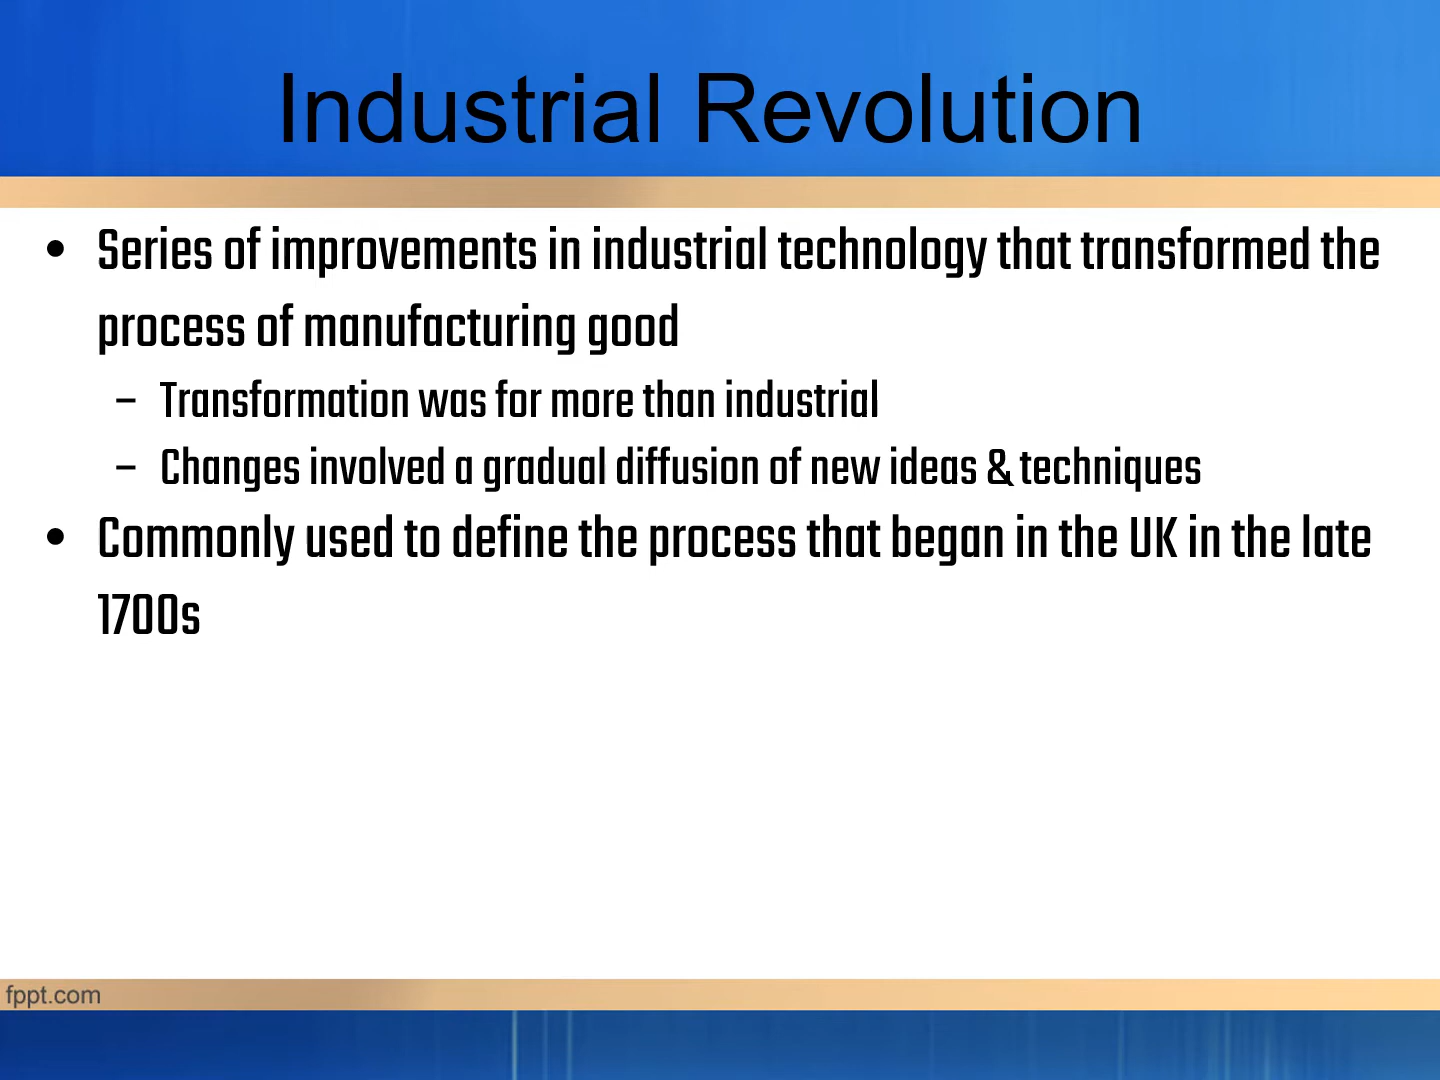 Industrial Revolution
• Series of improvements in industrial technology that transformed the
process of manufacturing good
– Transformation was for more than industrial
– Changes involved a gradual diffusion of new ideas & techniques
• Commonly used to define the process that began in the UK in the late
1700s
fppt.com